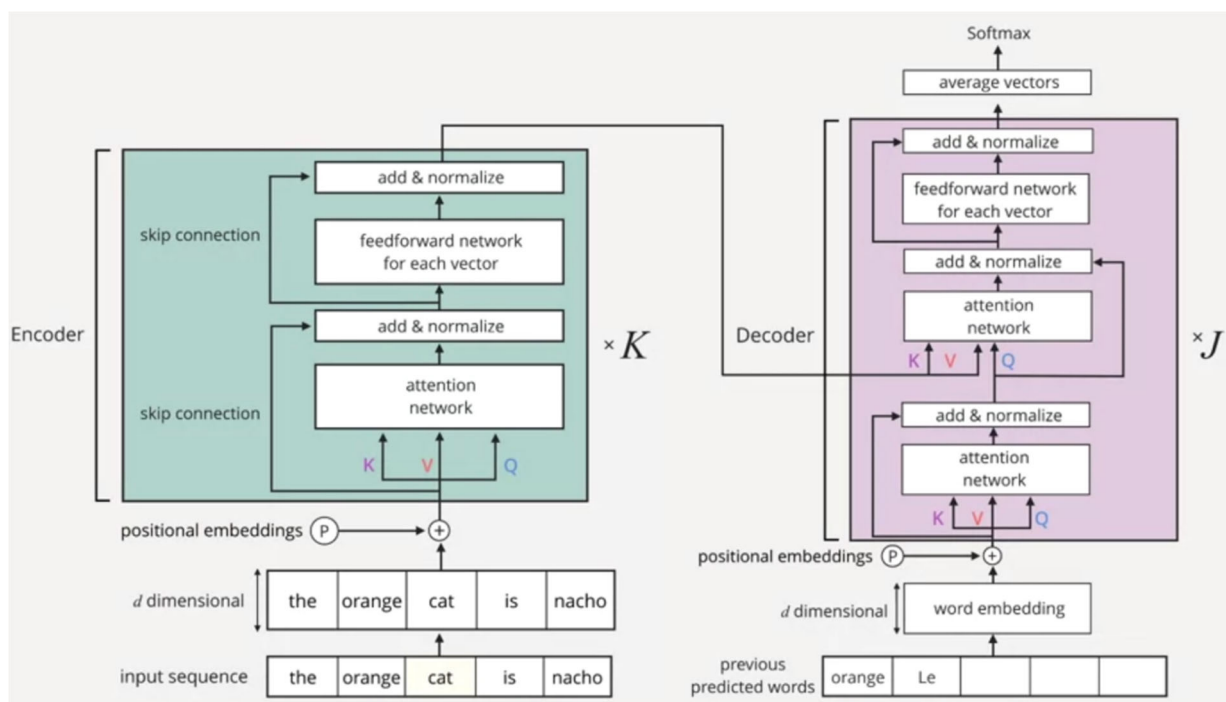 Encoder
skip connection
skip connection
add & normalize
feedforward network
for each vector
add & normalize
attention
network
K V Q
× K
positional embeddings P +
d dimensional
the orange cat is nacho
input sequence
the orange cat is nacho
Softmax
average vectors
Decoder
add & normalize
feedforward network
for each vector
add & normalize
attention
network
K V Q
× J
add & normalize
attention
network
K V Q
positional embeddings P +
d dimensional
word embedding
previous
predicted words
orange Le